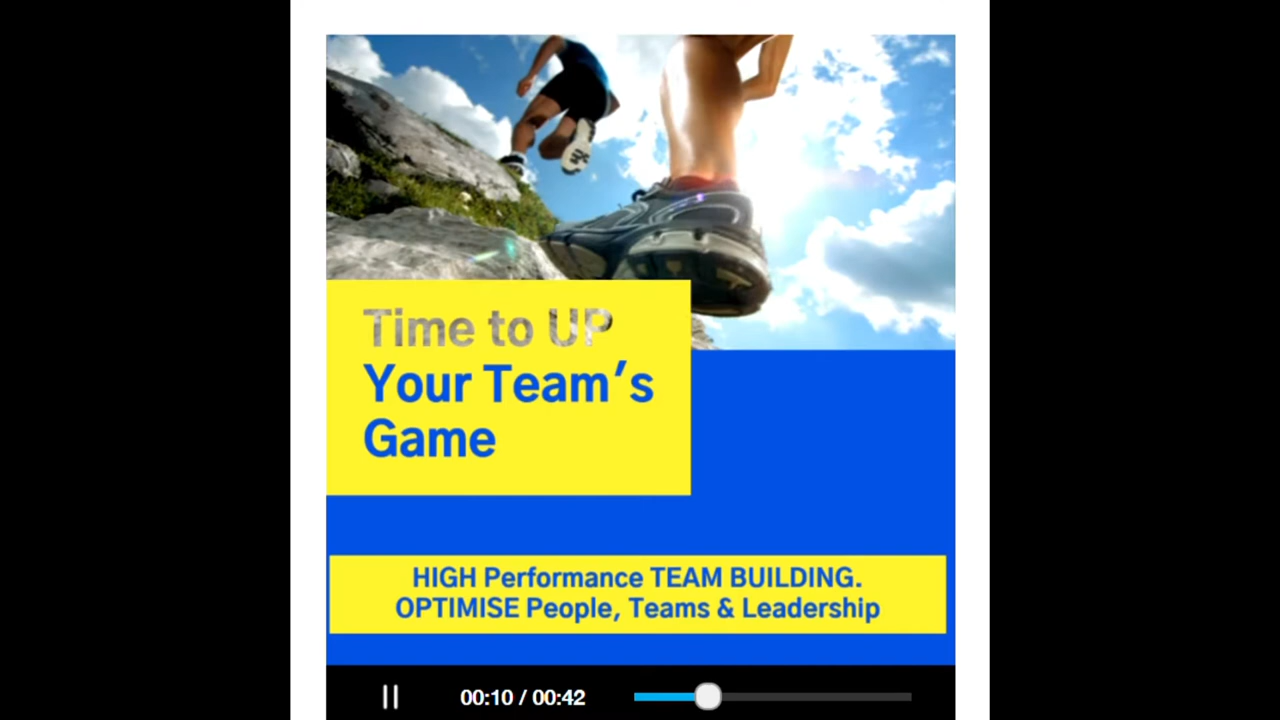 Time to UP
Your Team's
Game
HIGH Performance TEAM BUILDING.
OPTIMISE People, Teams & Leadership
00:10 / 00:42